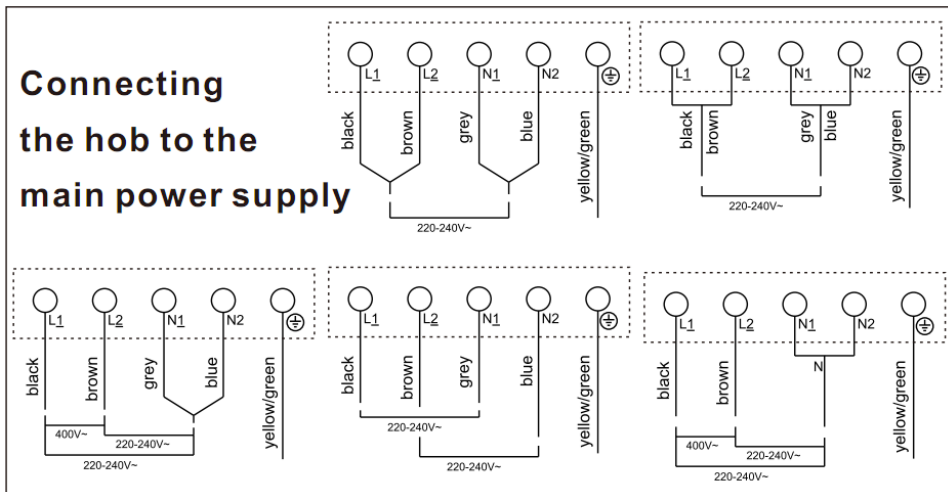 Connecting
the hob to the
main power supply
L1 L2 N1 N2
black brown grey blue yellow/green
220-240V~
L1 L2 N1 N2
black brown grey blue yellow/green
220-240V~
L1 L2 N1 N2
black brown grey blue yellow/green
400V~
220-240V~
220-240V~
L1 L2 N1 N2
black brown grey blue yellow/green
220-240V~
220-240V~
L1 L2 N1 N2
N
black brown yellow/green
400V~
220-240V~
220-240V~